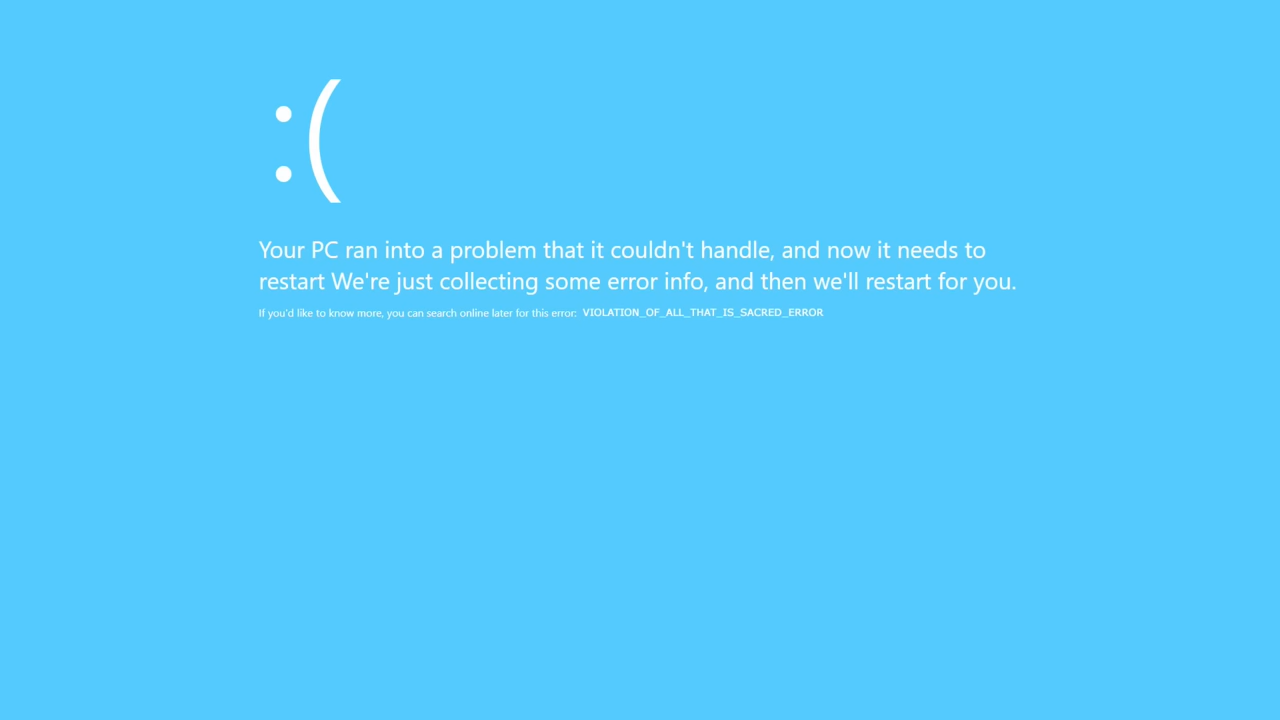 :(
Your PC ran into a problem that it couldn't handle, and now it needs to
restart We're just collecting some error info, and then we'll restart for you.
If you'd like to know more, you can search online later for this error: VIOLATION_OF_ALL_THAT_IS_SACRED_ERROR